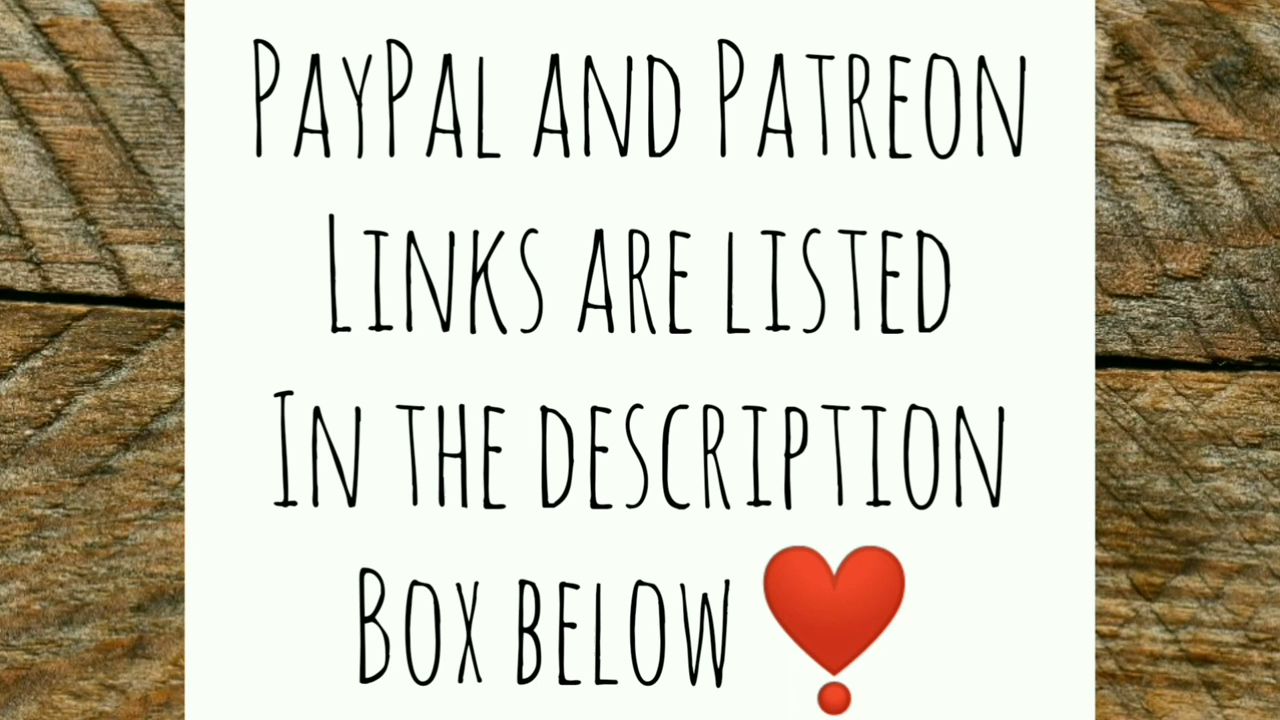 PayPal and Patreon
Links are listed
In the description
Box below ❣